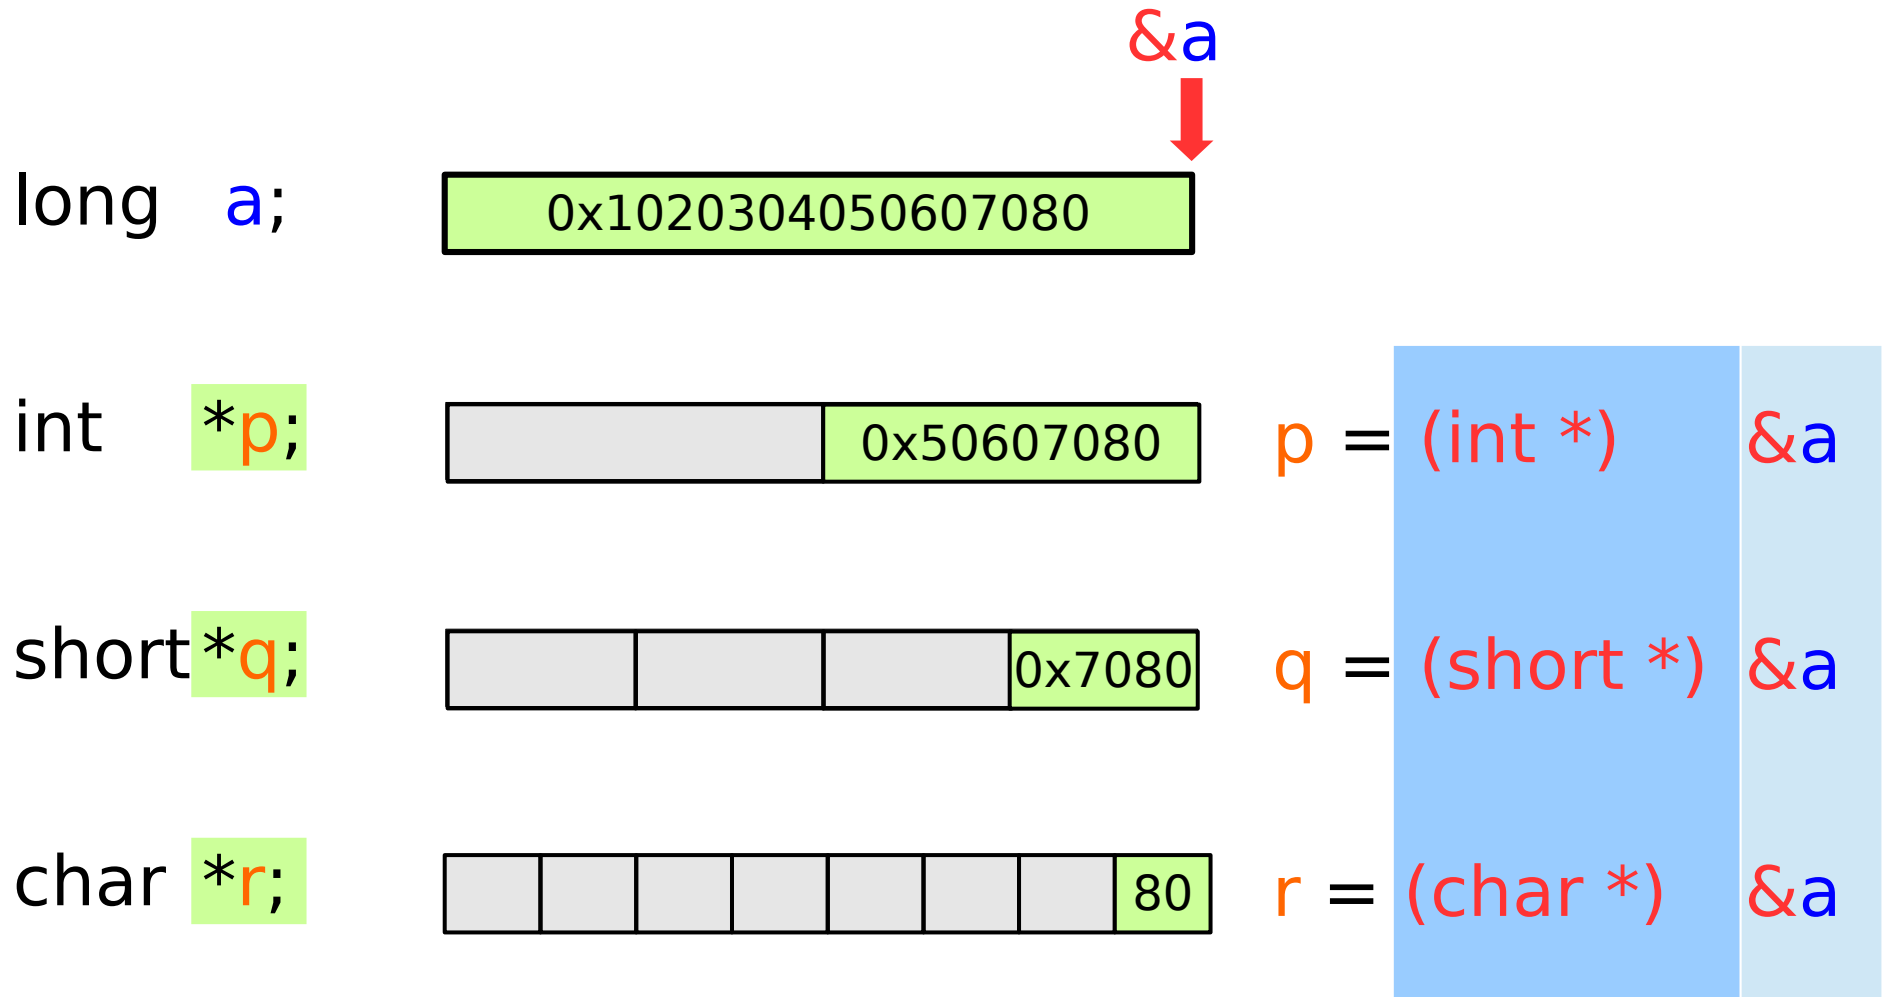 &a
long a; 0x1020304050607080
int *p; 0x50607080 p = (int *) &a
short *q; 0x7080 q = (short *) &a
char *r; 80 r = (char *) &a